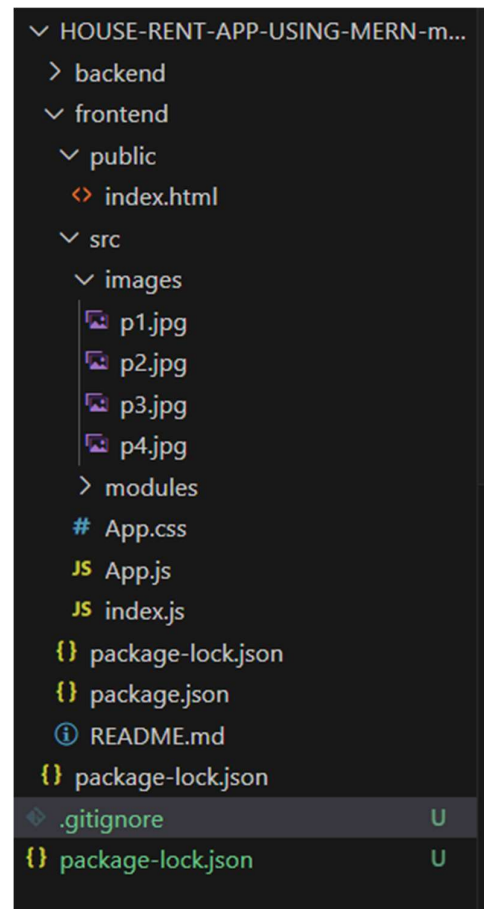 HOUSE-RENT-APP-USING-MERN-m...
backend
frontend
public
<> index.html
src
images
p1.jpg
p2.jpg
p3.jpg
p4.jpg
modules
# App.css
JS App.js
JS index.js
{} package-lock.json
{} package.json
README.md
{} package-lock.json
.gitignore U
{} package-lock.json U